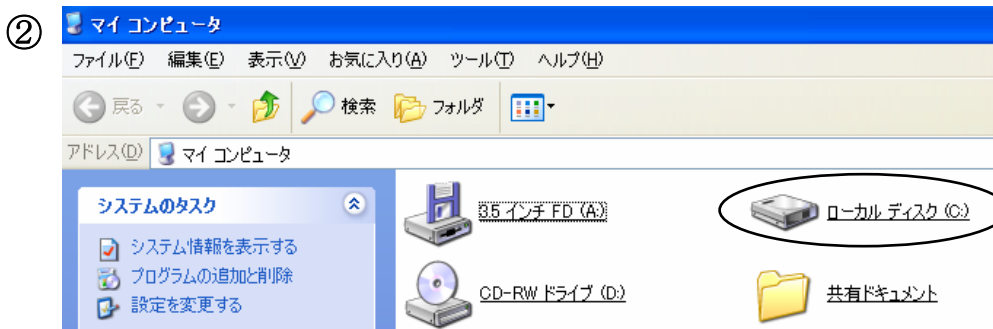 ②
マイ コンピュータ
ファイル(F) 編集(E) 表示(V) お気に入り(A) ツール(T) ヘルプ(H)
戻る 検索 フォルダ
アドレス(D) マイ コンピュータ
システムのタスク
システム情報を表示する
プログラムの追加と削除
設定を変更する
3.5 インチ FD (A:)
ローカル ディスク (C:)
CD-RW ドライブ (D:)
共有ドキュメント